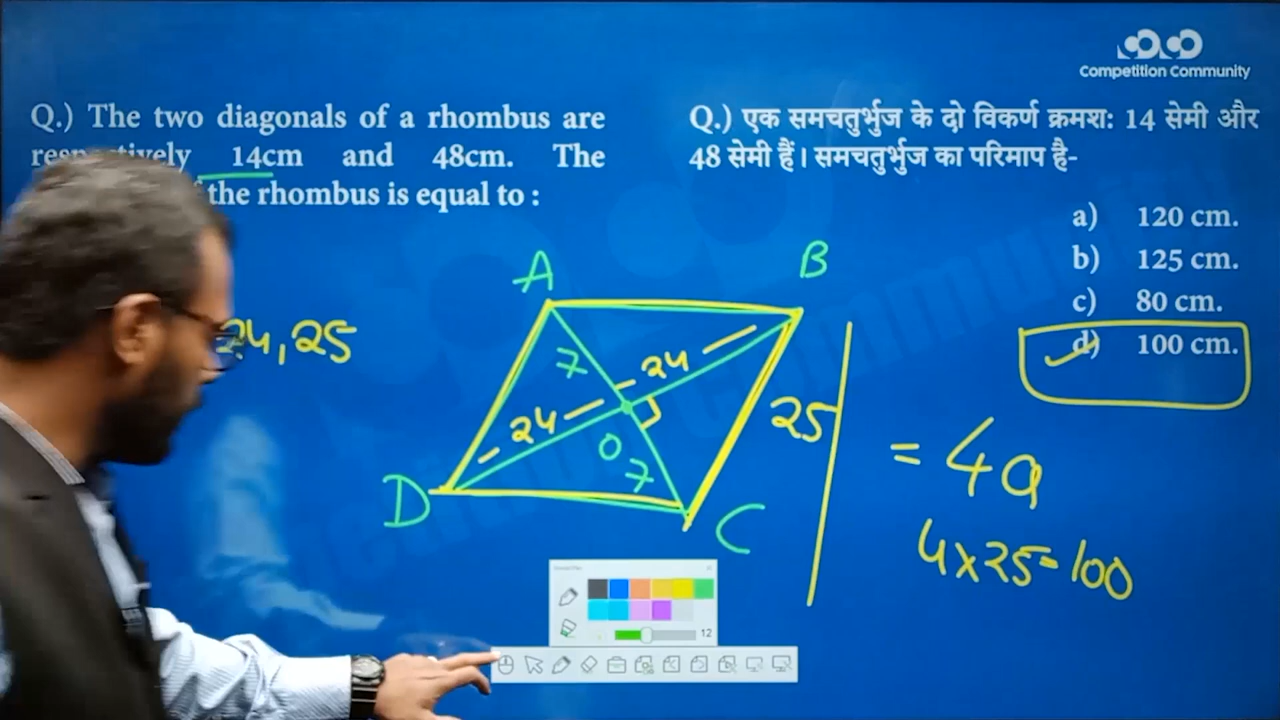 Competition Community
Q.) The two diagonals of a rhombus are
14cm and 48cm. The
the rhombus is equal to :
Q.) एक समचतुर्भुज के दो विकर्ण क्रमश: 14 सेमी और
48 सेमी हैं। समचतुर्भुज का परिमाप है-
a) 120 cm.
b) 125 cm.
c) 80 cm.
d) 100 cm.
24, 25
A
B
7
24
24
25
O
7
D
C
= 4a
4x25=100
12